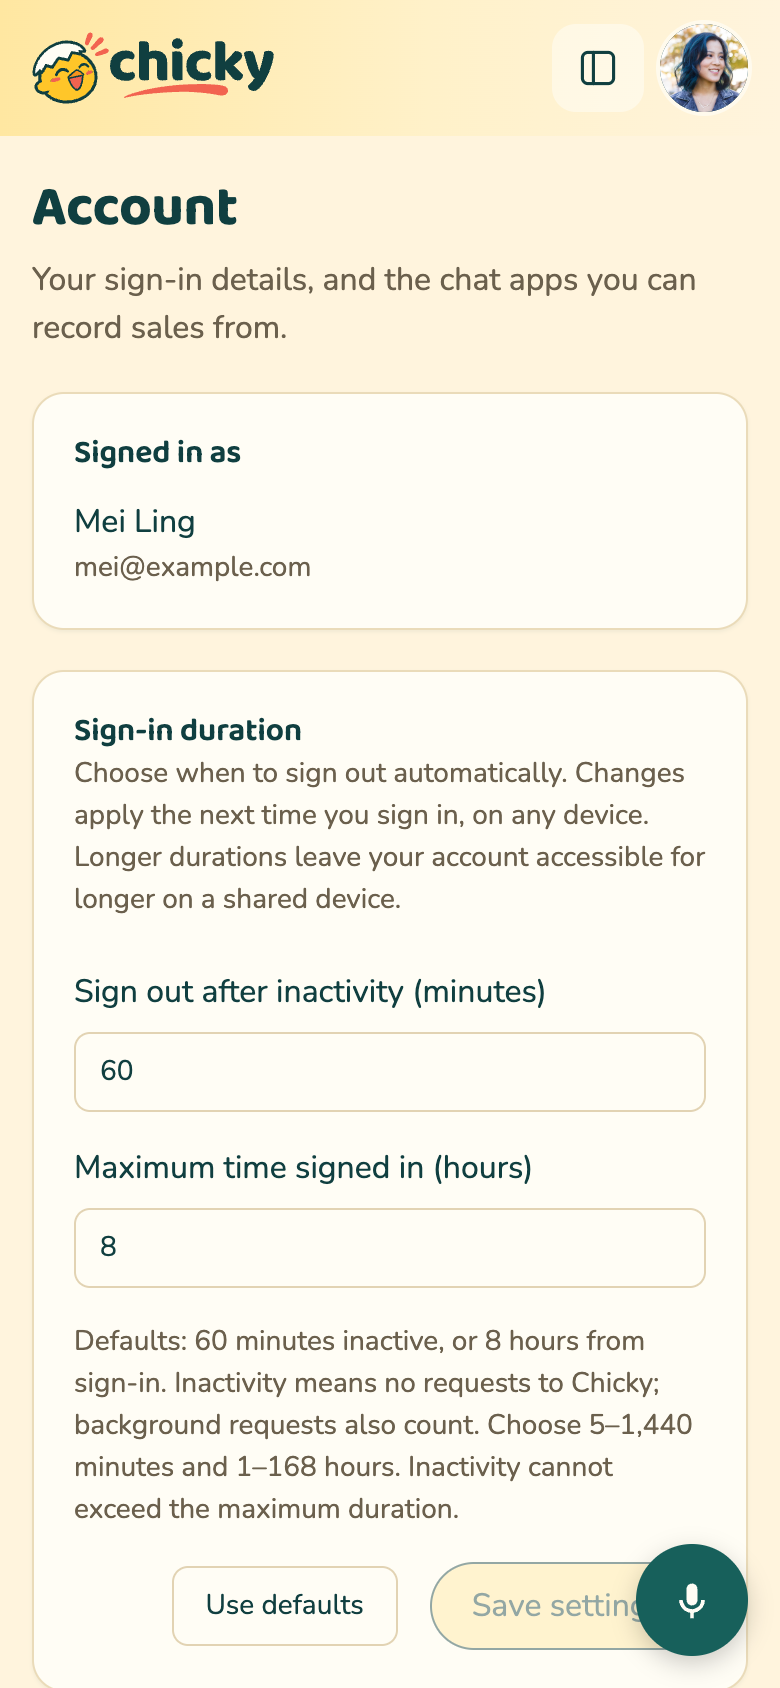 chicky
Account
Your sign-in details, and the chat apps you can
record sales from.
Signed in as
Mei Ling
mei@example.com
Sign-in duration
Choose when to sign out automatically. Changes
apply the next time you sign in, on any device.
Longer durations leave your account accessible for
longer on a shared device.
Sign out after inactivity (minutes)
60
Maximum time signed in (hours)
8
Defaults: 60 minutes inactive, or 8 hours from
sign-in. Inactivity means no requests to Chicky;
background requests also count. Choose 5–1,440
minutes and 1–168 hours. Inactivity cannot
exceed the maximum duration.
Use defaults
Save